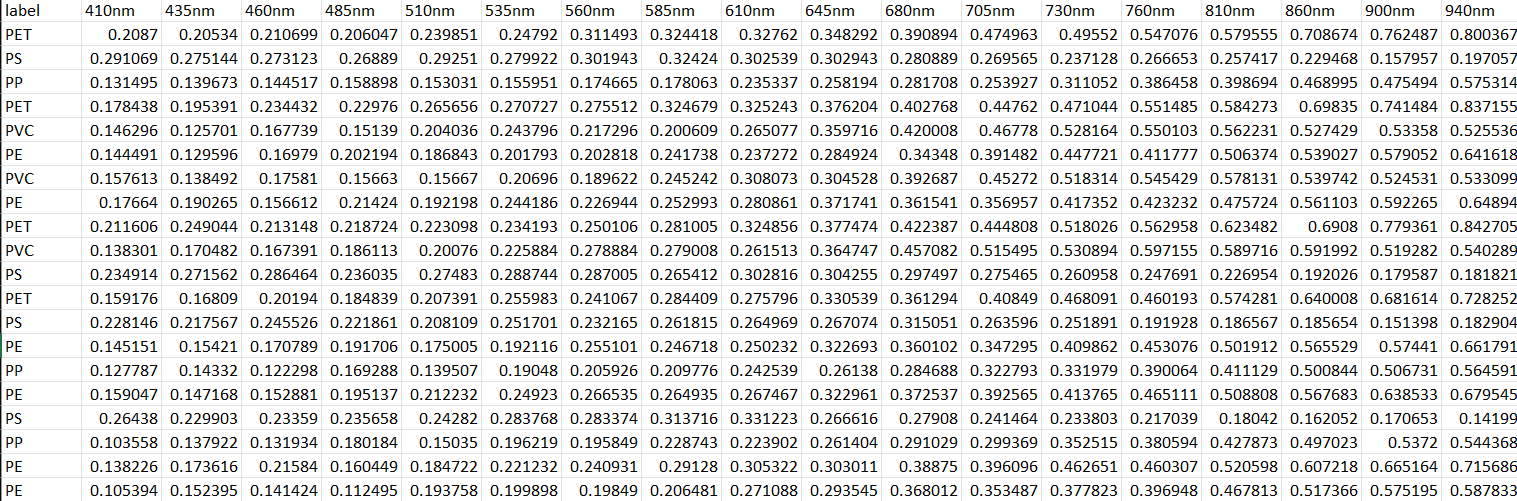 label 410nm 435nm 460nm 485nm 510nm 535nm 560nm 585nm 610nm 645nm 680nm 705nm 730nm 760nm 810nm 860nm 900nm 940nm
PET 0.2087 0.20534 0.210699 0.206047 0.239851 0.24792 0.311493 0.324418 0.32762 0.348292 0.390894 0.474963 0.49552 0.547076 0.579555 0.708674 0.762487 0.800367
PS 0.291069 0.275144 0.273123 0.26889 0.29251 0.279922 0.301943 0.32424 0.302539 0.302943 0.280889 0.269565 0.237128 0.266653 0.257417 0.229468 0.157957 0.197057
PP 0.131495 0.139673 0.144517 0.158898 0.153031 0.155951 0.174665 0.178063 0.235337 0.258194 0.281708 0.253927 0.311052 0.386458 0.398694 0.468995 0.475494 0.575314
PET 0.178438 0.195391 0.234432 0.22976 0.265656 0.270727 0.275512 0.324679 0.325243 0.376204 0.402768 0.44762 0.471044 0.551485 0.584273 0.69835 0.741484 0.837155
PVC 0.146296 0.125701 0.167739 0.15139 0.204036 0.243796 0.217296 0.200609 0.265077 0.359716 0.420008 0.46778 0.528164 0.550103 0.562231 0.527429 0.53358 0.525536
PE 0.144491 0.129596 0.16979 0.202194 0.186843 0.201793 0.202818 0.241738 0.237272 0.284924 0.34348 0.391482 0.447721 0.411777 0.506374 0.539027 0.579052 0.641618
PVC 0.157613 0.138492 0.17581 0.15663 0.15667 0.20696 0.189622 0.245242 0.308073 0.304528 0.392687 0.45272 0.518314 0.545429 0.578131 0.539742 0.524531 0.533099
PE 0.17664 0.190265 0.156612 0.21424 0.192198 0.244186 0.226944 0.252993 0.280861 0.371741 0.361541 0.356957 0.417352 0.423232 0.475724 0.561103 0.592265 0.64894
PET 0.211606 0.249044 0.213148 0.218724 0.223098 0.234193 0.250106 0.281005 0.324856 0.377474 0.422387 0.444808 0.518026 0.562958 0.623482 0.6908 0.779361 0.842705
PVC 0.138301 0.170482 0.167391 0.186113 0.20076 0.225884 0.278884 0.279008 0.261513 0.364747 0.457082 0.515495 0.530894 0.597155 0.589716 0.591992 0.519282 0.540289
PS 0.234914 0.271562 0.286464 0.236035 0.27483 0.288744 0.287005 0.265412 0.302816 0.304255 0.297497 0.275465 0.260958 0.247691 0.226954 0.192026 0.179587 0.181821
PET 0.159176 0.16809 0.20194 0.184839 0.207391 0.255983 0.241067 0.284409 0.275796 0.330539 0.361294 0.40849 0.468091 0.460193 0.574281 0.640008 0.681614 0.728252
PS 0.228146 0.217567 0.245526 0.221861 0.208109 0.251701 0.232165 0.261815 0.264969 0.267074 0.315051 0.263596 0.251891 0.191928 0.186567 0.185654 0.151398 0.182904
PE 0.145151 0.15421 0.170789 0.191706 0.175005 0.192116 0.255101 0.246718 0.250232 0.322693 0.360102 0.347295 0.409862 0.453076 0.501912 0.565529 0.57441 0.661791
PP 0.127787 0.14332 0.122298 0.169288 0.139507 0.19048 0.205926 0.209776 0.242539 0.26138 0.284688 0.322793 0.331979 0.390064 0.411129 0.500844 0.506731 0.564591
PE 0.159047 0.147168 0.152881 0.195137 0.212232 0.24923 0.266535 0.264935 0.267467 0.322961 0.372537 0.392565 0.413765 0.465111 0.508808 0.567683 0.638533 0.679545
PS 0.26438 0.229903 0.23359 0.235658 0.24282 0.283768 0.283374 0.313716 0.331223 0.266616 0.27908 0.241464 0.233803 0.217039 0.18042 0.162052 0.170653 0.14199
PP 0.103558 0.137922 0.131934 0.180184 0.15035 0.196219 0.195849 0.228743 0.223902 0.261404 0.291029 0.299369 0.352515 0.380594 0.427873 0.497023 0.5372 0.544368
PE 0.138226 0.173616 0.21584 0.160449 0.184722 0.221232 0.240931 0.29128 0.305322 0.303011 0.38875 0.396096 0.462651 0.460307 0.520598 0.607218 0.665164 0.715686
PE 0.105394 0.152395 0.141424 0.112495 0.193758 0.199898 0.19849 0.206481 0.271088 0.293545 0.368012 0.353487 0.377823 0.396948 0.467813 0.517366 0.575195 0.587833